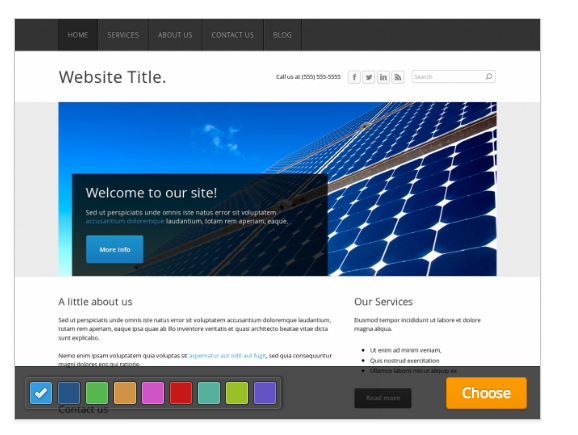 HOME SERVICES ABOUT US CONTACT US BLOG
Website Title.
Call us at (555) 555-5555
Search
Welcome to our site!
Sed ut perspiciatis unde omnis iste natus error sit voluptatem
accusantium doloremque laudantium, totam rem aperiam, eaque.
More Info
A little about us
Sed ut perspiciatis unde omnis iste natus error sit voluptatem accusantium doloremque laudantium,
totam rem aperiam, eaque ipsa quae ab illo inventore veritatis et quasi architecto beatae vitae dicta
sunt explicabo.
Nemo enim ipsam voluptatem quia voluptas sit aspernatur aut odit aut fugit, sed quia consequuntur
magni dolores eos qui ratione.
Our Services
Eiusmod tempor incididunt ut labore et dolore
magna aliqua.
Ut enim ad minim veniam,
Quis nostrud exercitation
Ullamco laboris nisi ut aliquip ex
Read more
Contact us
Choose